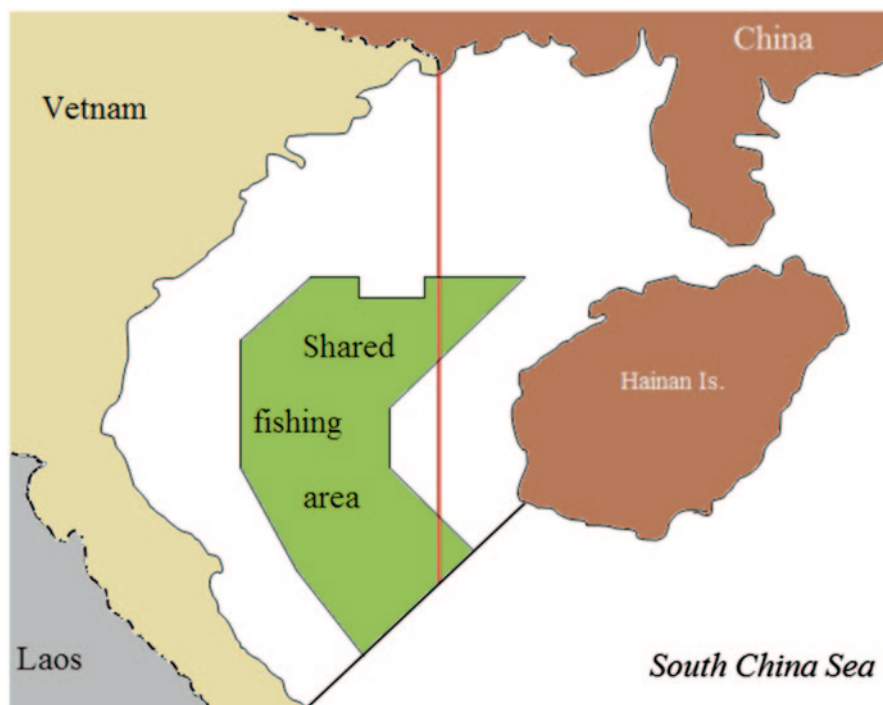 China
Vetnam
Shared
Hainan Is.
fishing
area
Laos
South China Sea